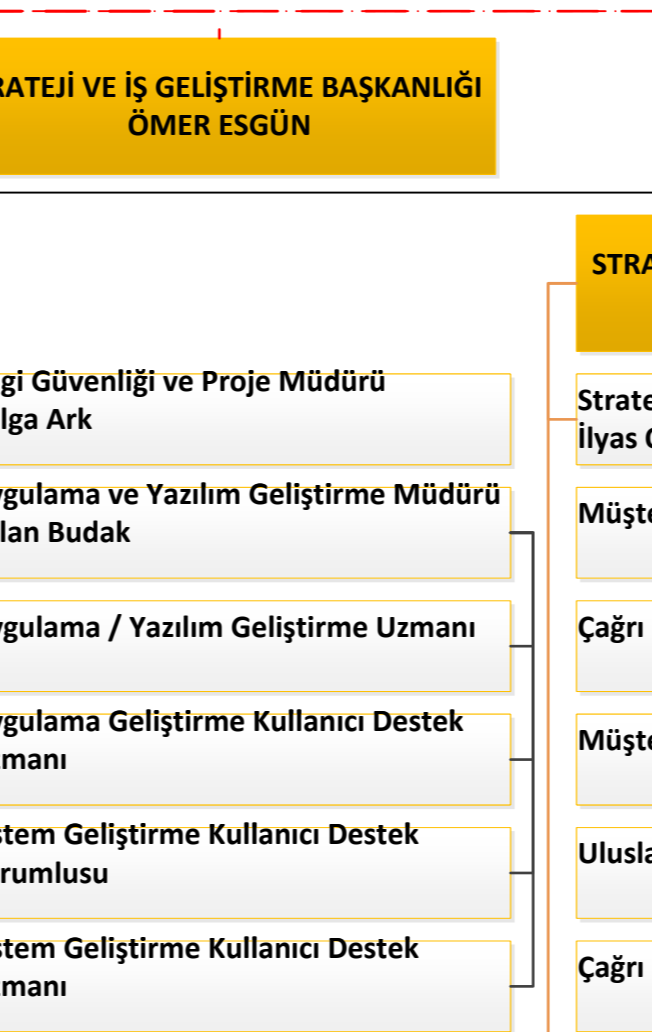 RATEJİ VE İŞ GELİŞTİRME BAŞKANLIĞI
ÖMER ESGÜN
STRA
gi Güvenliği ve Proje Müdürü
lga Ark
Strate
İlyas
ygulama ve Yazılım Geliştirme Müdürü
lan Budak
Müşte
ygulama / Yazılım Geliştirme Uzmanı
Çağrı
ygulama Geliştirme Kullanıcı Destek
zmanı
Müşte
stem Geliştirme Kullanıcı Destek
rumlusu
Ulusla
stem Geliştirme Kullanıcı Destek
zmanı
Çağrı